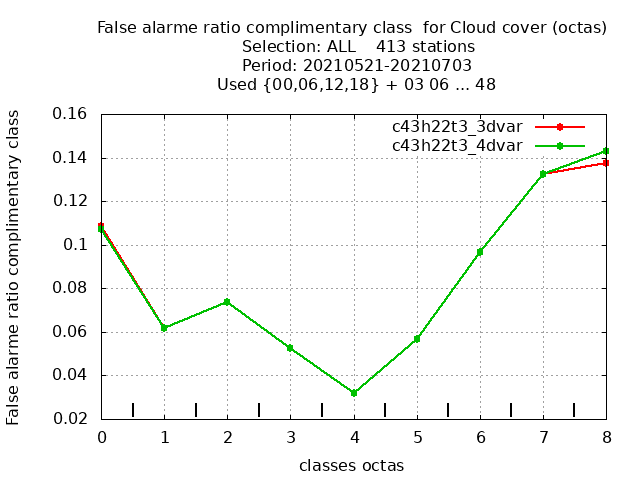 False alarme ratio complimentary class  for Cloud cover (octas)
Selection: ALL    413 stations
Period: 20210521-20210703
Used {00,06,12,18} + 03 06 ... 48
False alarme ratio complimentary class
0.16
0.14
0.12
0.1
0.08
0.06
0.04
0.02
c43h22t3_3dvar
c43h22t3_4dvar
0 1 2 3 4 5 6 7 8
classes octas